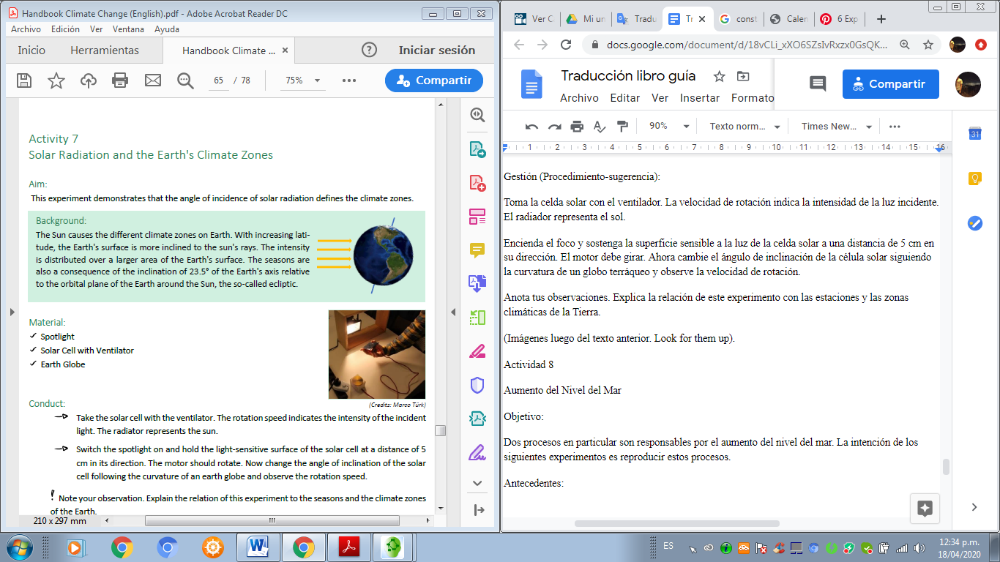 Handbook Climate Change (English).pdf - Adobe Acrobat Reader DC
Archivo Edición Ver Ventana Ayuda
Inicio Herramientas Handbook Climate ... × Iniciar sesión
65 / 78 75% Compartir
Activity 7
Solar Radiation and the Earth's Climate Zones
Aim:
This experiment demonstrates that the angle of incidence of solar radiation defines the climate zones.
Background:
The Sun causes the different climate zones on Earth. With increasing lati-
tude, the Earth's surface is more inclined to the sun's rays. The intensity
is distributed over a larger area of the Earth's surface. The seasons are
also a consequence of the inclination of 23.5° of the Earth's axis relative
to the orbital plane of the Earth around the Sun, the so-called ecliptic.
Material:
✓ Spotlight
✓ Solar Cell with Ventilator
✓ Earth Globe
(Credits: Marco Türk)
Conduct:
Take the solar cell with the ventilator. The rotation speed indicates the intensity of the incident
light. The radiator represents the sun.
Switch the spotlight on and hold the light-sensitive surface of the solar cell at a distance of 5
cm in its direction. The motor should rotate. Now change the angle of inclination of the solar
cell following the curvature of an earth globe and observe the rotation speed.
! Note your observation. Explain the relation of this experiment to the seasons and the climate zones
of the Earth.
210 x 297 mm
Ver C Mi un Tradu Tr × const Calen 6 Exp
docs.google.com/document/d/18vCLi_xXO6SZsIvRxzx0GsQK...
Traducción libro guía
Archivo Editar Ver Insertar Formato
Compartir
90% Texto norm... Times New...
1 2 3 4 5 6 7 8 9 10 11 12 13 14 15 16
Gestión (Procedimiento-sugerencia):
Toma la celda solar con el ventilador. La velocidad de rotación indica la intensidad de la luz incidente.
El radiador representa el sol.
Encienda el foco y sostenga la superficie sensible a la luz de la celda solar a una distancia de 5 cm en
su dirección. El motor debe girar. Ahora cambie el ángulo de inclinación de la célula solar siguiendo
la curvatura de un globo terráqueo y observe la velocidad de rotación.
Anota tus observaciones. Explica la relación de este experimento con las estaciones y las zonas
climáticas de la Tierra.
(Imágenes luego del texto anterior. Look for them up).
Actividad 8
Aumento del Nivel del Mar
Objetivo:
Dos procesos en particular son responsables por el aumento del nivel del mar. La intención de los
siguientes experimentos es reproducir estos procesos.
Antecedentes:
31
ES
12:34 p.m.
18/04/2020